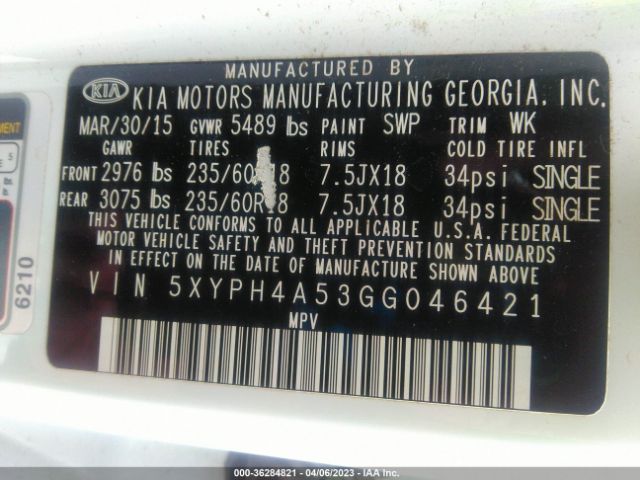 MANUFACTURED BY
KIA KIA MOTORS MANUFACTURING GEORGIA. INC.
MAR/30/15 GVWR 5489 lbs PAINT SWP TRIM WK
GAWR TIRES RIMS COLD TIRE INFL
FRONT 2976 lbs 235/60R18 7.5JX18 34psi SINGLE
REAR 3075 lbs 235/60R18 7.5JX18 34psi SINGLE
THIS VEHICLE CONFORMS TO ALL APPLICABLE U.S.A. FEDERAL
MOTOR VEHICLE SAFETY AND THEFT PREVENTION STANDARDS
IN EFFECT ON THE DATE OF MANUFACTURE SHOWN ABOVE.
VIN 5XYPH4A53GG046421
MPV
6210
000-36284821 - 04/06/2023 - IAA Inc.